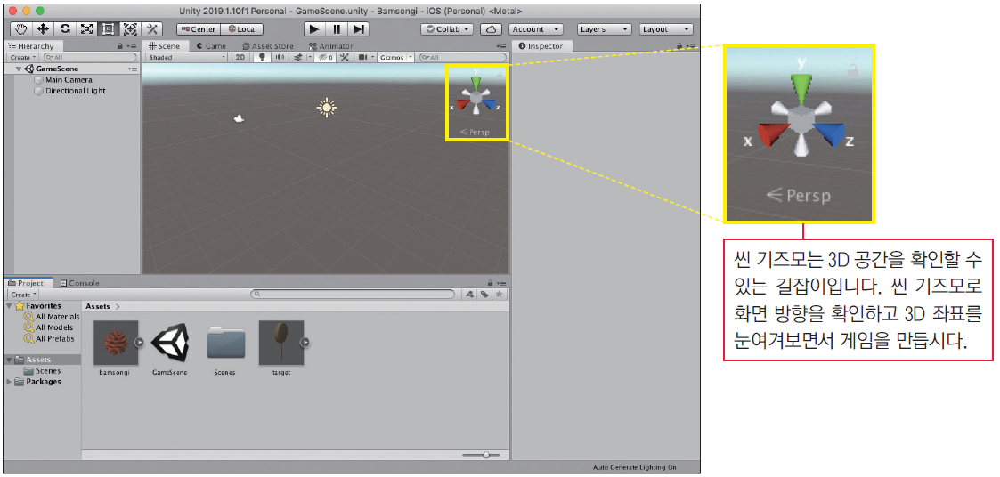 Unity 2019.1.10f1 Personal - GameScene.unity - Bamsongi - iOS (Personal) <Metal>
Center Local Collab Account Layers Layout
Hierarchy Scene Game Asset Store Animator Inspector
Create All Shaded 2D 0 Gizmos All
GameScene
Main Camera
Directional Light
y
x z
Persp
y
x z
Persp
씬 기즈모는 3D 공간을 확인할 수
있는 길잡이입니다. 씬 기즈모로
화면 방향을 확인하고 3D 좌표를
눈여겨보면서 게임을 만듭시다.
Project Console
Create
Favorites
All Materials
All Models
All Prefabs
Assets
Scenes
Packages
Assets >
bamsongi GameScene Scenes target
Auto Generate Lighting On